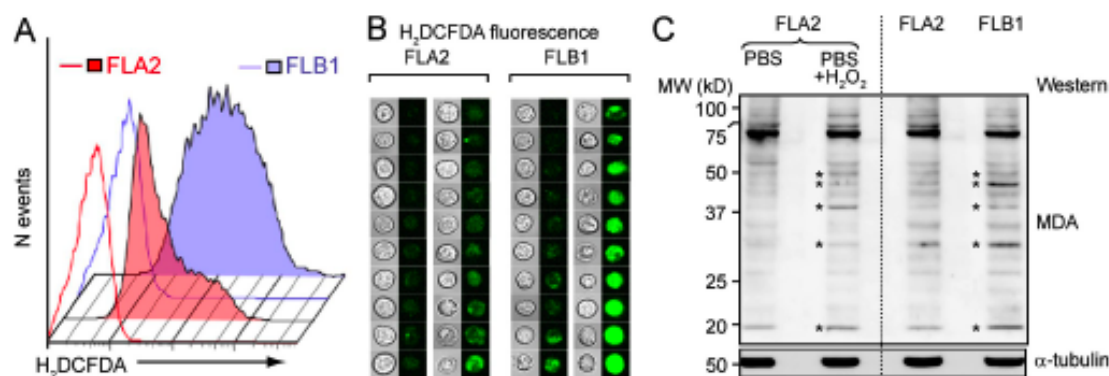 A
FLA2
FLB1
N events
H₂DCFDA
B
H₂DCFDA fluorescence
FLA2 FLB1
C
FLA2 FLA2 FLB1
PBS PBS
+H₂O₂
MW (kD) Western
100
75
50
37
25
20
* * * * *
* * * * *
MDA
50 α-tubulin